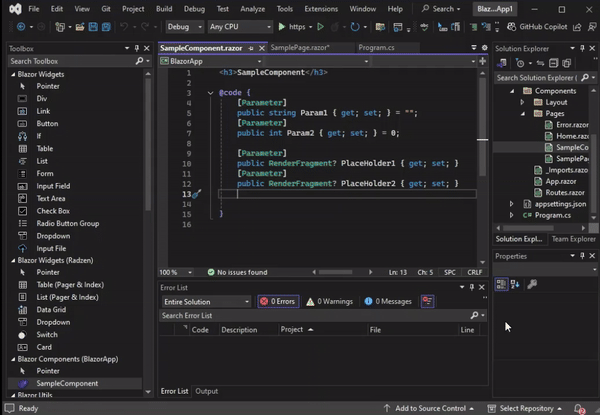 File Edit View Git Project
Build Debug Test Analyze Tools
Extensions Window Help
Search
Blaz...App1
Debug Any CPU https GitHub Copilot
Toolbox
Search Toolbox
Blazor Widgets
Pointer
Div
Link
Button
If
Table
List
Form
Input Field
Text Area
Check Box
Radio Button Group
Dropdown
Input File
Blazor Widgets (Radzen)
Pointer
Table (Pager & Index)
List (Pager & Index)
Data Grid
Dropdown
Switch
Card
Blazor Components (BlazorApp)
Pointer
SampleComponent
Blazor Utils
SampleComponent.razor SamplePage.razor* Program.cs
BlazorApp
1 <h3>SampleComponent</h3>
2
3 @code {
4 [Parameter]
5 public string Param1 { get; set; } = "";
6 [Parameter]
7 public int Param2 { get; set; } = 0;
8
9 [Parameter]
10 public RenderFragment? PlaceHolder1 { get; set; }
11 [Parameter]
12 public RenderFragment? PlaceHolder2 { get; set; }
13
14
15 }
16
100 % No issues found Ln: 13 Ch: 5 SPC CRLF
Error List
Entire Solution 0 Errors 0 Warnings 0 Messages
Search Error List
Code Description Project File Line
Error List Output
Solution Explorer
Search Solution Explorer
Components
Layout
Pages
Error.razor
Home.razor
SampleCo
SamplePa
_Imports.razor
App.razor
Routes.razor
appsettings.json
C# Program.cs
Solution Expl... Team Explorer
Properties
Ready Add to Source Control Select Repository